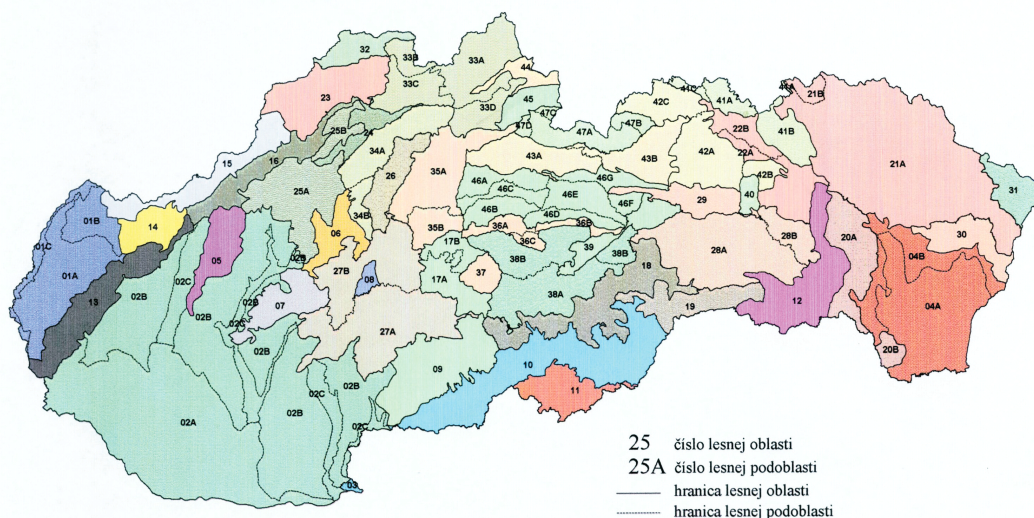 32
33B
33A
44
33C
23
45
33D
47C
42C
41C
41A
41A
21B
47D
47B
47A
25B
24
22B
41B
34A
22A
15
16
43A
43B
42A
21A
26
35A
46A
46C
46G
42B
25A
46E
40
31
01B
14
34B
46B
46D
46F
29
01C
05
06
35B
36A
36B
36C
17B
39
28B
20A
30
01A
02B
02C
27B
08
38B
38B
28A
04B
13
02B
17A
37
18
07
02B
02B
02C
38A
19
12
04A
27A
02B
20B
10
09
11
02B
02C
02A
02B
02C
03
25 číslo lesnej oblasti
25A číslo lesnej podoblasti
hranica lesnej oblasti
hranica lesnej podoblasti